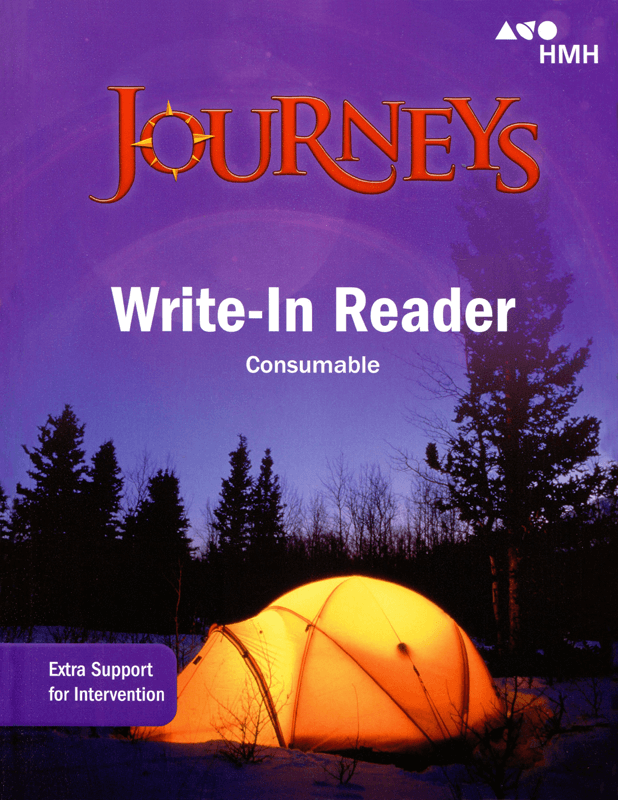 HMH
JOURNEYS
Write-In Reader
Consumable
Extra Support
for Intervention